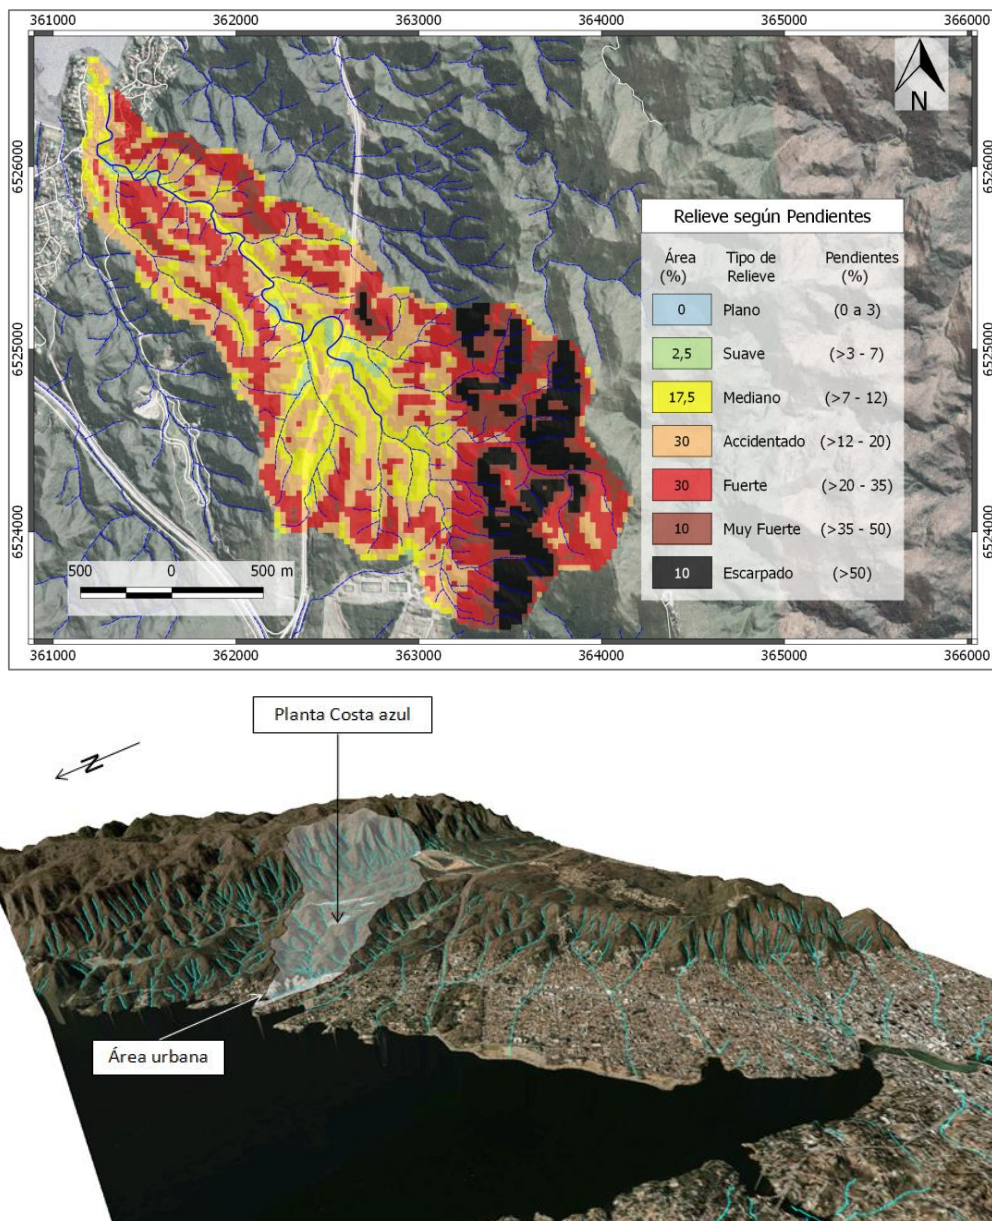 361000 362000 363000 364000 365000 366000
N
6526000 6526000
Relieve según Pendientes
Área (%) Tipo de Relieve Pendientes (%)
0 Plano (0 a 3)
6525000 6525000
2,5 Suave (>3 - 7)
17,5 Mediano (>7 - 12)
30 Accidentado (>12 - 20)
30 Fuerte (>20 - 35)
6524000 6524000
10 Muy Fuerte (>35 - 50)
10 Escarpado (>50)
500 0 500 m
361000 362000 363000 364000 365000 366000
Planta Costa azul
N
Área urbana